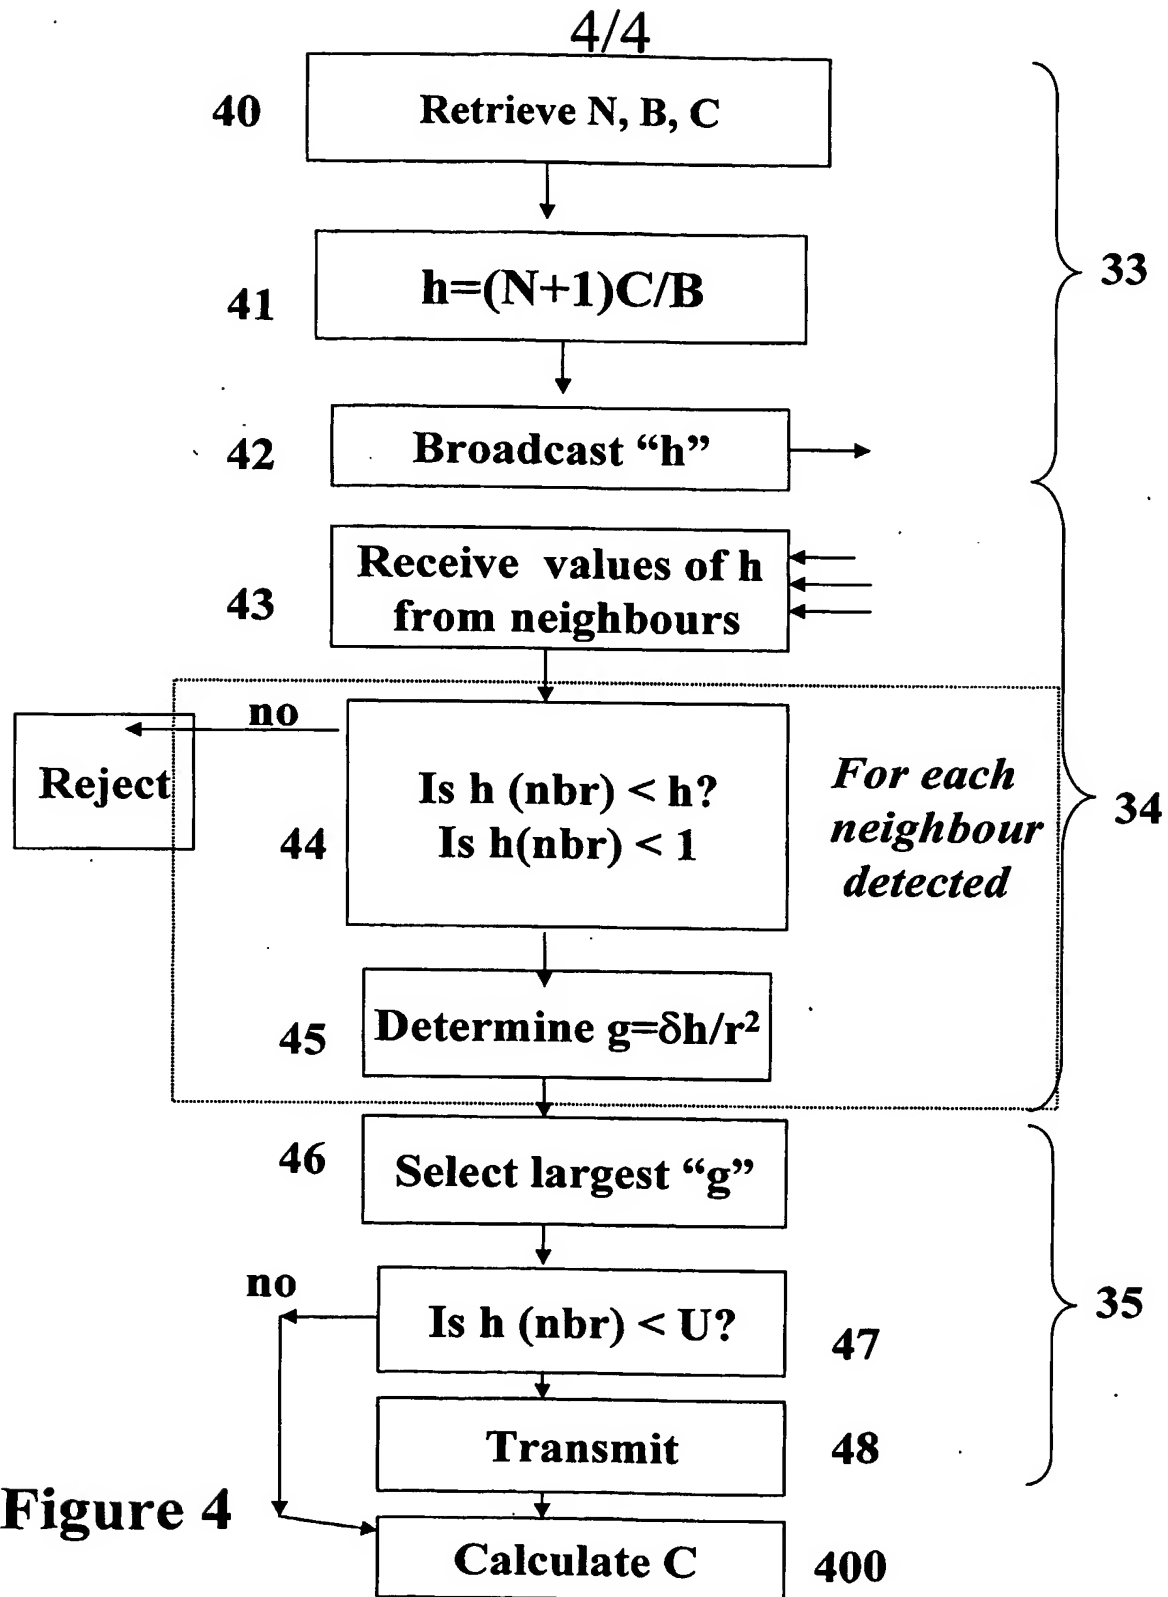 4/4
40
Retrieve N, B, C
33
41
h=(N+1)C/B
42
Broadcast “h”
43
Receive values of h
from neighbours
no
Reject
44
Is h (nbr) < h?
Is h(nbr) < 1
For each
neighbour
detected
34
45
Determine g=δh/r²
46
Select largest “g”
no
Is h (nbr) < U?
47
35
Transmit
48
Figure 4
Calculate C
400